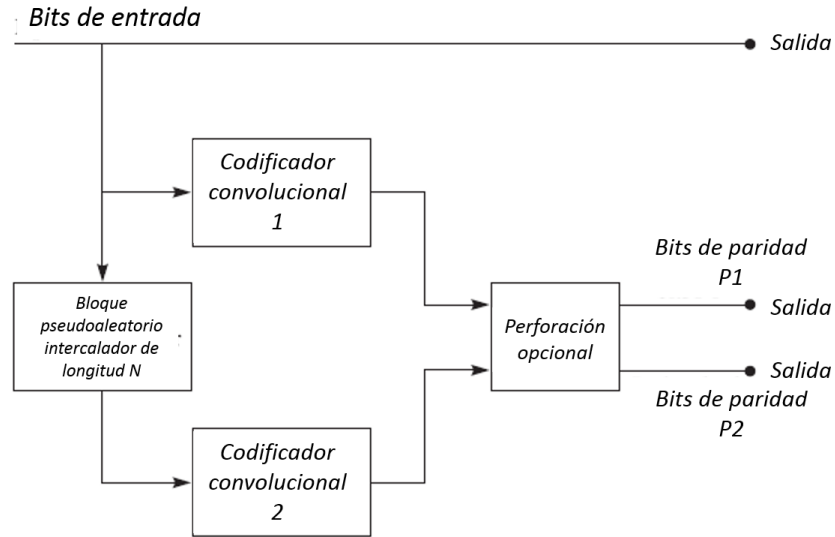 Bits de entrada
Salida
Codificador
convolucional
1
Bits de paridad
P1
Bloque
pseudoaleatorio
intercalador de
longitud N
Perforación
opcional
Salida
Salida
Bits de paridad
P2
Codificador
convolucional
2